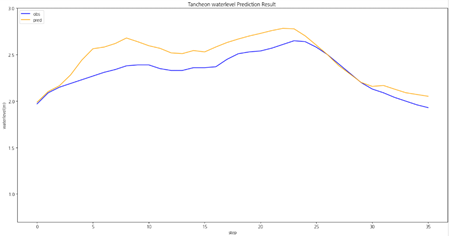 Tancheon waterlevel Prediction Result
obs
pred
3.0
2.5
2.0
1.5
1.0
waterlevel(m)
0 5 10 15 20 25 30 35
step